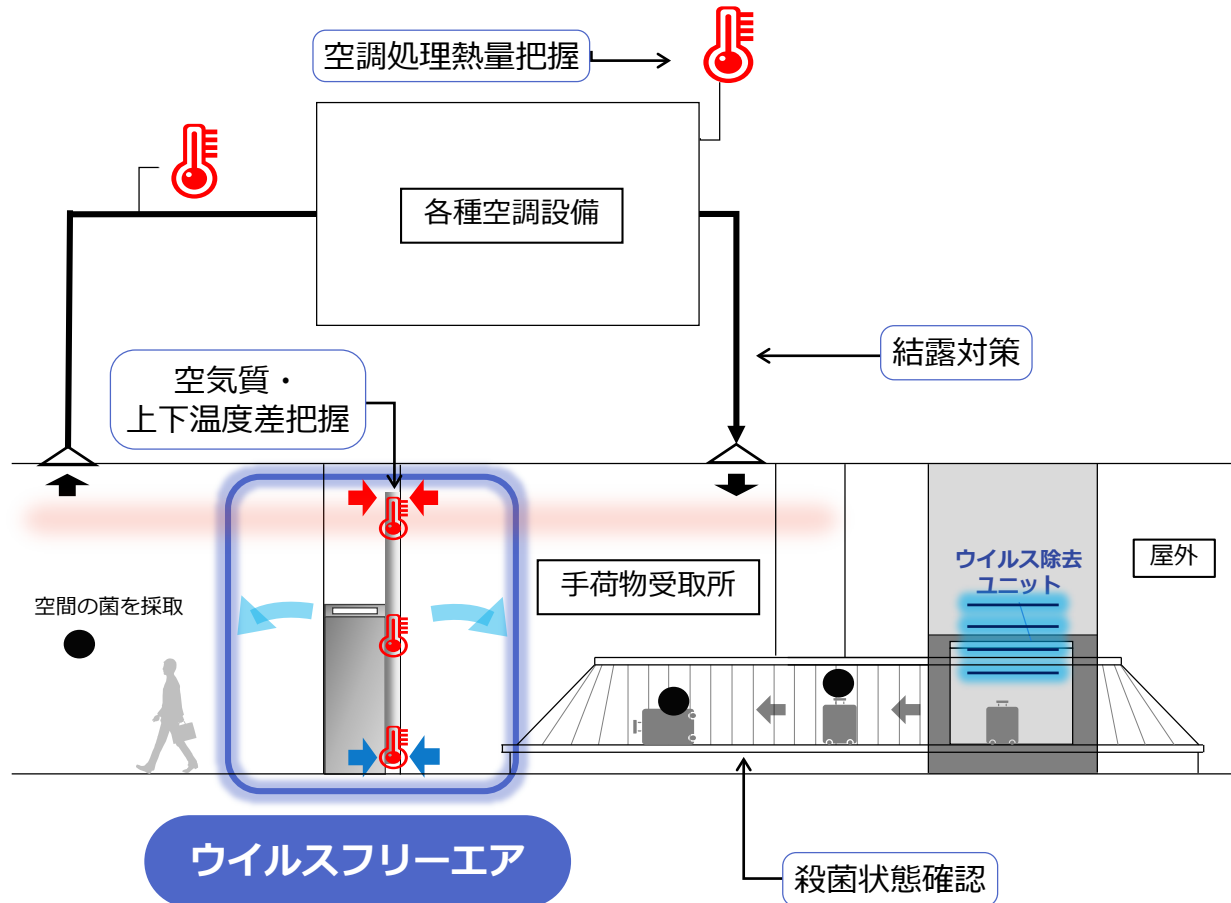 空調処理熱量把握
各種空調設備
結露対策
空気質・
上下温度差把握
ウイルス除去
ユニット
屋外
手荷物受取所
空間の菌を採取
ウイルスフリーエア
殺菌状態確認